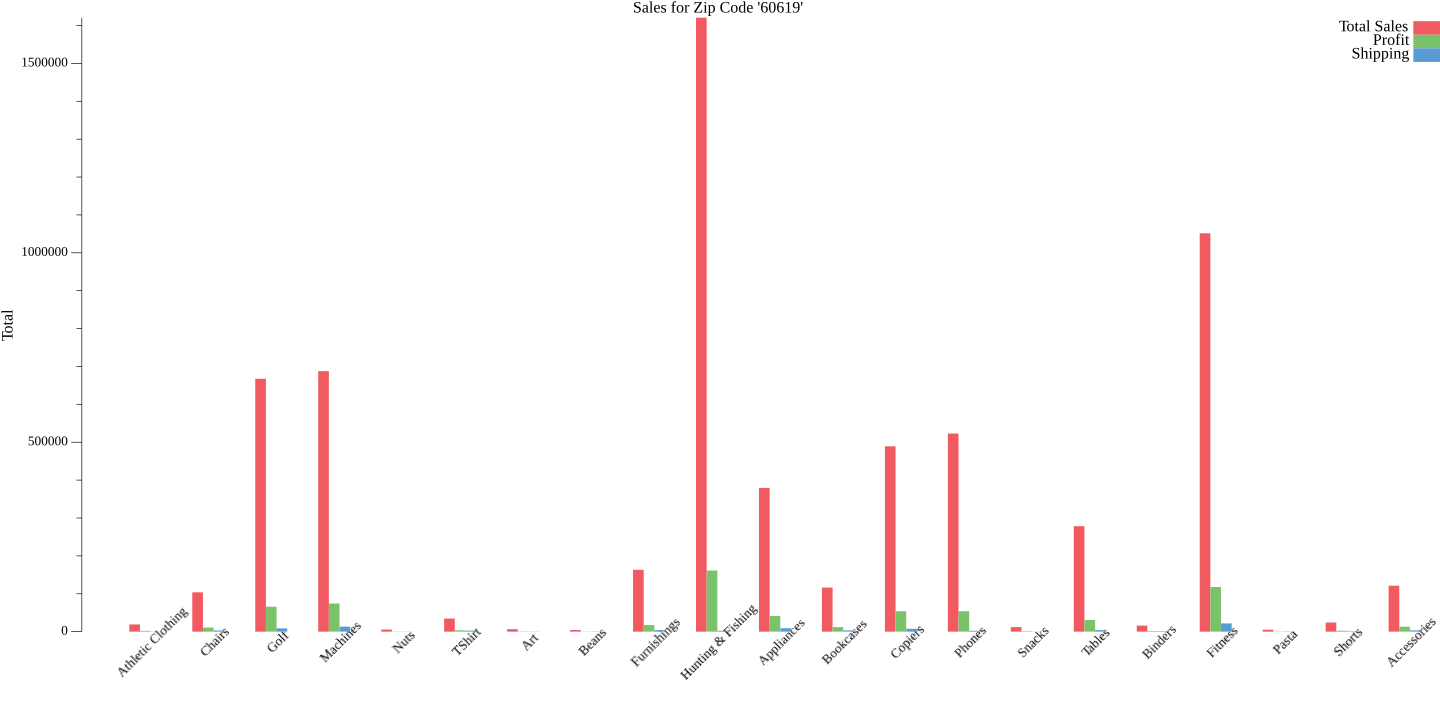 Sales for Zip Code '60619'
Total Sales
Profit
Shipping
Total
1500000
1000000
500000
0
Athletic Clothing
Chairs
Golf
Machines
Nuts
TShirt
Art
Beans
Furnishings
Hunting & Fishing
Appliances
Bookcases
Copiers
Phones
Snacks
Tables
Binders
Fitness
Pasta
Shorts
Accessories